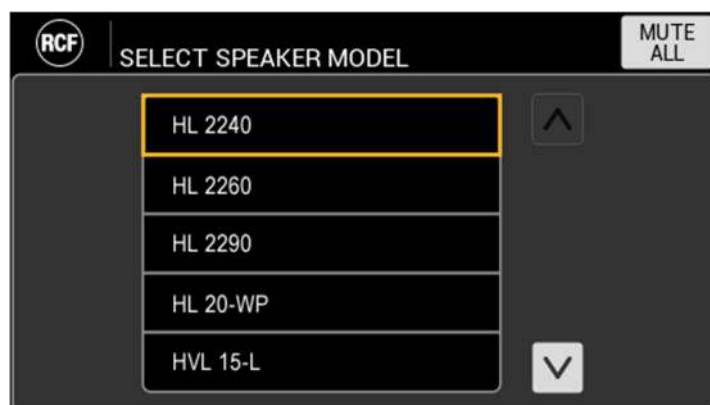 RCF
SELECT SPEAKER MODEL
MUTE
ALL
HL 2240
HL 2260
HL 2290
HL 20-WP
HVL 15-L